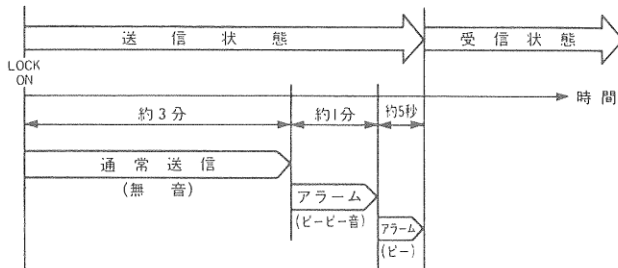 送信状態
受信状態
LOCK
ON
時間
約3分
約1分
約5秒
通常送信
(無音)
アラーム
(ピーピー音)
アラーム
(ピー)